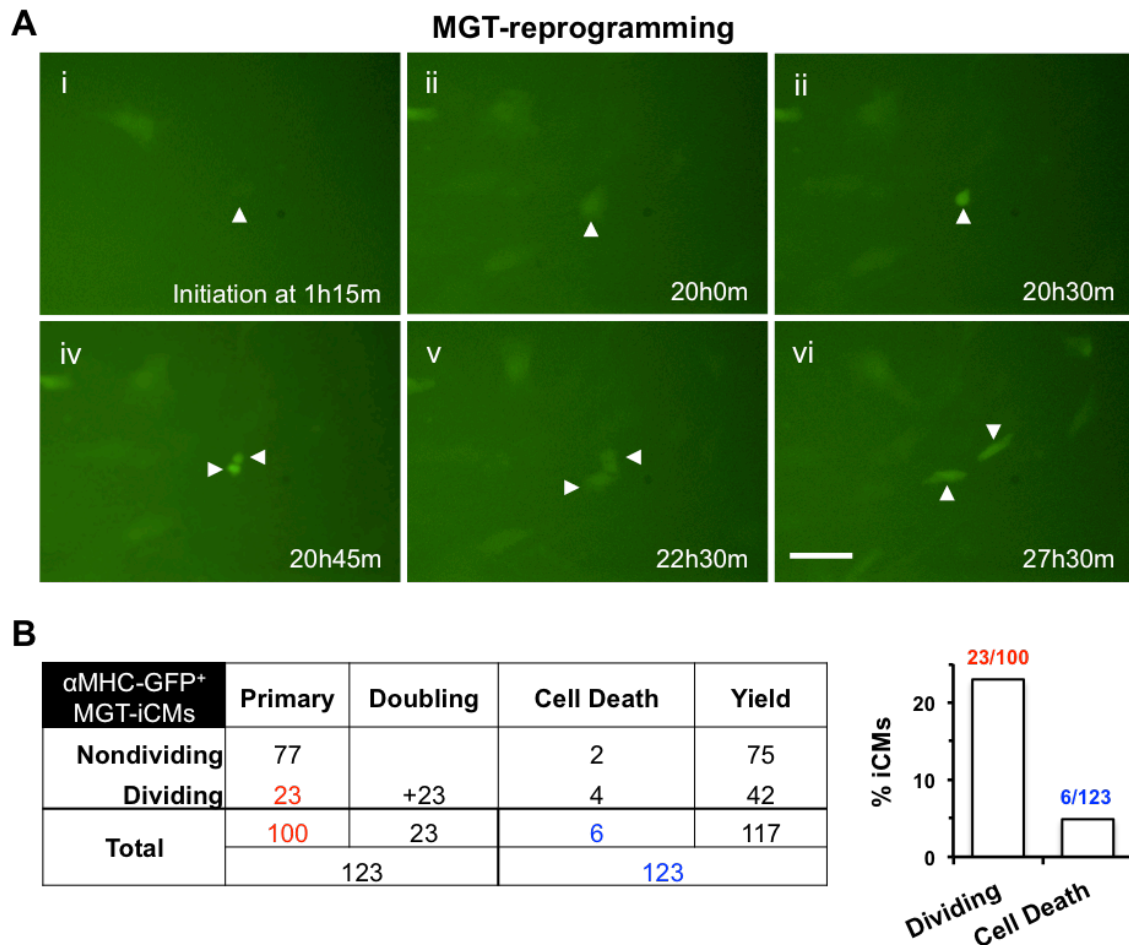 A
MGT-reprogramming
i
Initiation at 1h15m
ii
20h0m
ii
20h30m
iv
20h45m
v
22h30m
vi
27h30m
B
αMHC-GFP⁺ MGT-iCMs Primary Doubling Cell Death Yield
Nondividing 77 2 75
Dividing 23 +23 4 42
Total 100 23 6 117
123 123
% iCMs
20
10
0
23/100
6/123
Dividing
Cell Death